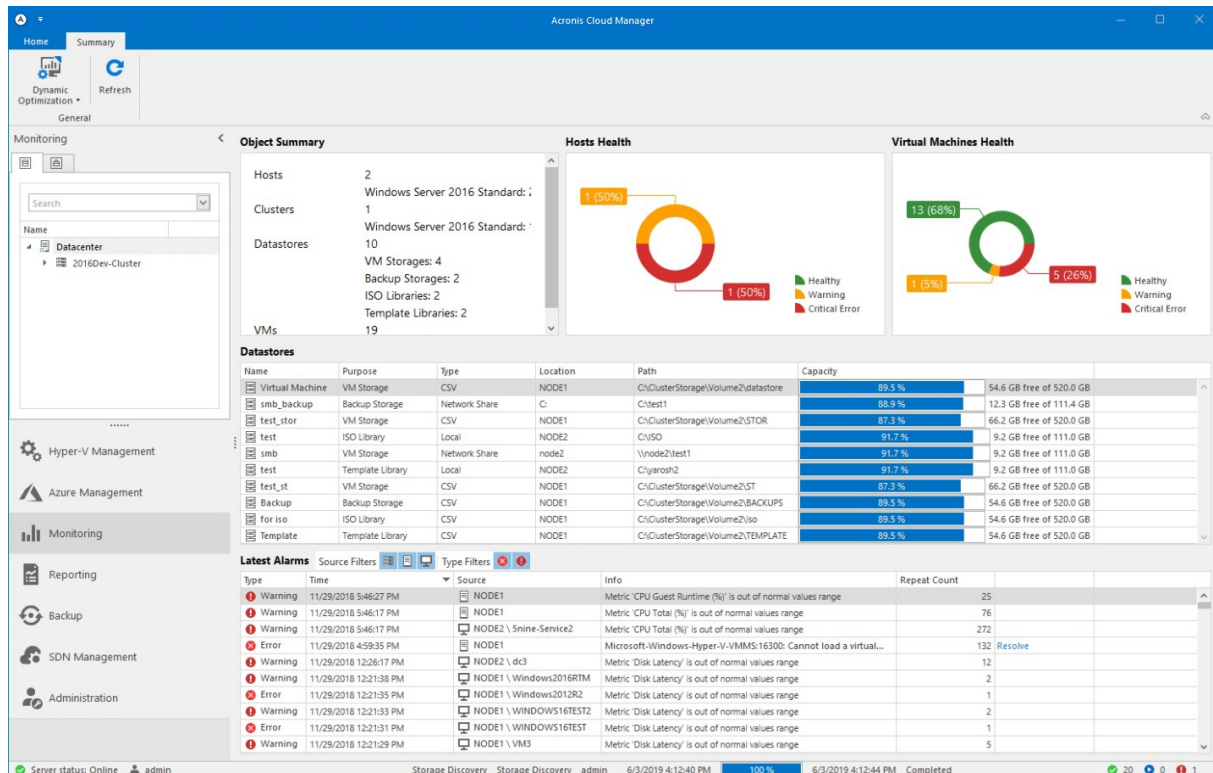 Acronis Cloud Manager
Home Summary
Dynamic Optimization
Refresh
General
Monitoring
Search
Name
Datacenter
2016Dev-Cluster
Hyper-V Management
Azure Management
Monitoring
Reporting
Backup
SDN Management
Administration
Object Summary
Hosts 2
Windows Server 2016 Standard:
Clusters 1
Windows Server 2016 Standard:
Datastores 10
VM Storages: 4
Backup Storages: 2
ISO Libraries: 2
Template Libraries: 2
VMs 19
Hosts Health
1 (50%)
1 (50%)
Healthy
Warning
Critical Error
Virtual Machines Health
13 (68%)
1 (5%)
5 (26%)
Healthy
Warning
Critical Error
Datastores
Name Purpose Type Location Path Capacity
Virtual Machine VM Storage CSV NODE1 C:\ClusterStorage\Volume2\datastore 89.5 % 54.6 GB free of 520.0 GB
smb_backup Backup Storage Network Share C: C:\test1 88.9 % 12.3 GB free of 111.4 GB
test_stor VM Storage CSV NODE1 C:\ClusterStorage\Volume2\STOR 87.3 % 66.2 GB free of 520.0 GB
test ISO Library Local NODE2 C:\ISO 91.7 % 9.2 GB free of 111.0 GB
smb VM Storage Network Share node2 \\node2\test1 91.7 % 9.2 GB free of 111.0 GB
test Template Library Local NODE2 C:\yarosh2 91.7 % 9.2 GB free of 111.0 GB
test_st VM Storage CSV NODE1 C:\ClusterStorage\Volume2\ST 87.3 % 66.2 GB free of 520.0 GB
Backup Backup Storage CSV NODE1 C:\ClusterStorage\Volume2\BACKUPS 89.5 % 54.6 GB free of 520.0 GB
for iso ISO Library CSV NODE1 C:\ClusterStorage\Volume2\iso 89.5 % 54.6 GB free of 520.0 GB
Template Template Library CSV NODE1 C:\ClusterStorage\Volume2\TEMPLATE 89.5 % 54.6 GB free of 520.0 GB
Latest Alarms Source Filters Type Filters
Type Time Source Info Repeat Count
Warning 11/29/2018 5:46:27 PM NODE1 Metric 'CPU Guest Runtime (%)' is out of normal values range 25
Warning 11/29/2018 5:46:17 PM NODE1 Metric 'CPU Total (%)' is out of normal values range 76
Warning 11/29/2018 5:46:17 PM NODE2 \ 5nine-Service2 Metric 'CPU Total (%)' is out of normal values range 272
Error 11/29/2018 4:59:35 PM NODE1 Microsoft-Windows-Hyper-V-VMMS:16300: Cannot load a virtual... 132 Resolve
Warning 11/29/2018 12:26:17 PM NODE2 \ dc3 Metric 'Disk Latency' is out of normal values range 12
Warning 11/29/2018 12:21:38 PM NODE1 \ Windows2016RTM Metric 'Disk Latency' is out of normal values range 2
Error 11/29/2018 12:21:35 PM NODE1 \ Windows2012R2 Metric 'Disk Latency' is out of normal values range 1
Warning 11/29/2018 12:21:33 PM NODE1 \ WINDOWS16TEST2 Metric 'Disk Latency' is out of normal values range 2
Error 11/29/2018 12:21:31 PM NODE1 \ WINDOWS16TEST Metric 'Disk Latency' is out of normal values range 1
Warning 11/29/2018 12:21:29 PM NODE1 \ VM3 Metric 'Disk Latency' is out of normal values range 5
Server status: Online admin Storage Discovery Storage Discovery admin 6/3/2019 4:12:40 PM 100 % 6/3/2019 4:12:44 PM Completed 20 0 1